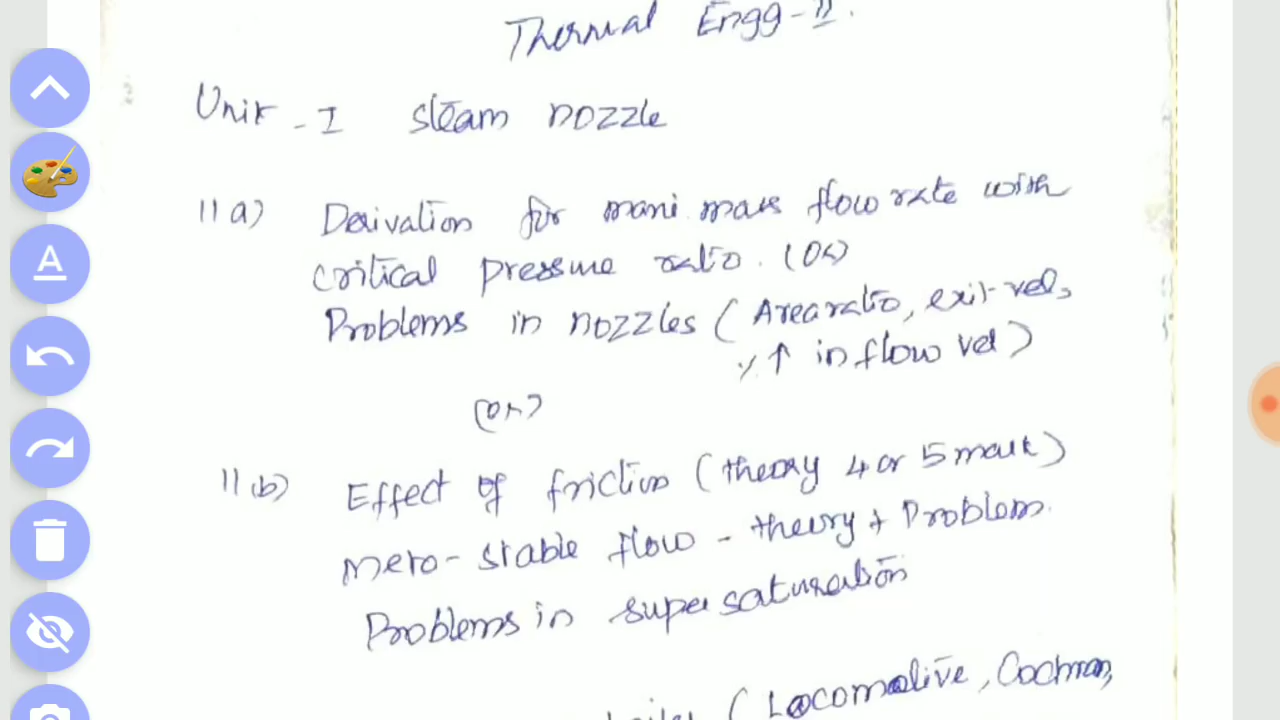 Thermal Engg-II.
Unit-I steam nozzle
11 a) Derivation for maxi mass flow rate with
critical pressure ratio. (Or)
Problems in nozzles (Area ratio, exit vel,
% ↑ in flow vel)
(or)
11 (b) Effect of friction (theory 4 or 5 mark)
meta-stable flow - theory + Problem.
Problems in super saturation
(Locomotive, Cochran,